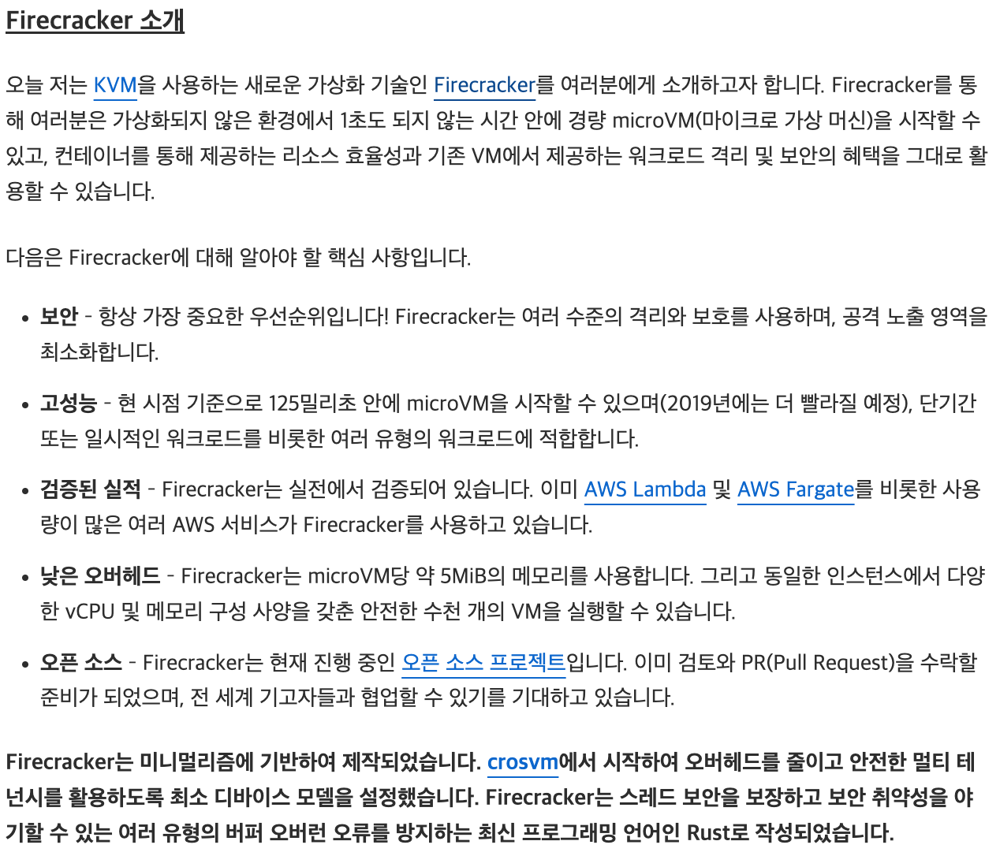 Firecracker 소개
오늘 저는 KVM을 사용하는 새로운 가상화 기술인 Firecracker를 여러분에게 소개하고자 합니다. Firecracker를 통
해 여러분은 가상화되지 않은 환경에서 1초도 되지 않는 시간 안에 경량 microVM(마이크로 가상 머신)을 시작할 수
있고, 컨테이너를 통해 제공하는 리소스 효율성과 기존 VM에서 제공하는 워크로드 격리 및 보안의 혜택을 그대로 활
용할 수 있습니다.
다음은 Firecracker에 대해 알아야 할 핵심 사항입니다.
• 보안 - 항상 가장 중요한 우선순위입니다! Firecracker는 여러 수준의 격리와 보호를 사용하며, 공격 노출 영역을
최소화합니다.
• 고성능 - 현 시점 기준으로 125밀리초 안에 microVM을 시작할 수 있으며(2019년에는 더 빨라질 예정), 단기간
또는 일시적인 워크로드를 비롯한 여러 유형의 워크로드에 적합합니다.
• 검증된 실적 - Firecracker는 실전에서 검증되어 있습니다. 이미 AWS Lambda 및 AWS Fargate를 비롯한 사용
량이 많은 여러 AWS 서비스가 Firecracker를 사용하고 있습니다.
• 낮은 오버헤드 - Firecracker는 microVM당 약 5MiB의 메모리를 사용합니다. 그리고 동일한 인스턴스에서 다양
한 vCPU 및 메모리 구성 사양을 갖춘 안전한 수천 개의 VM을 실행할 수 있습니다.
• 오픈 소스 - Firecracker는 현재 진행 중인 오픈 소스 프로젝트입니다. 이미 검토와 PR(Pull Request)을 수락할
준비가 되었으며, 전 세계 기고자들과 협업할 수 있기를 기대하고 있습니다.
Firecracker는 미니멀리즘에 기반하여 제작되었습니다. crosvm에서 시작하여 오버헤드를 줄이고 안전한 멀티 테
넌시를 활용하도록 최소 디바이스 모델을 설정했습니다. Firecracker는 스레드 보안을 보장하고 보안 취약성을 야
기할 수 있는 여러 유형의 버퍼 오버런 오류를 방지하는 최신 프로그래밍 언어인 Rust로 작성되었습니다.